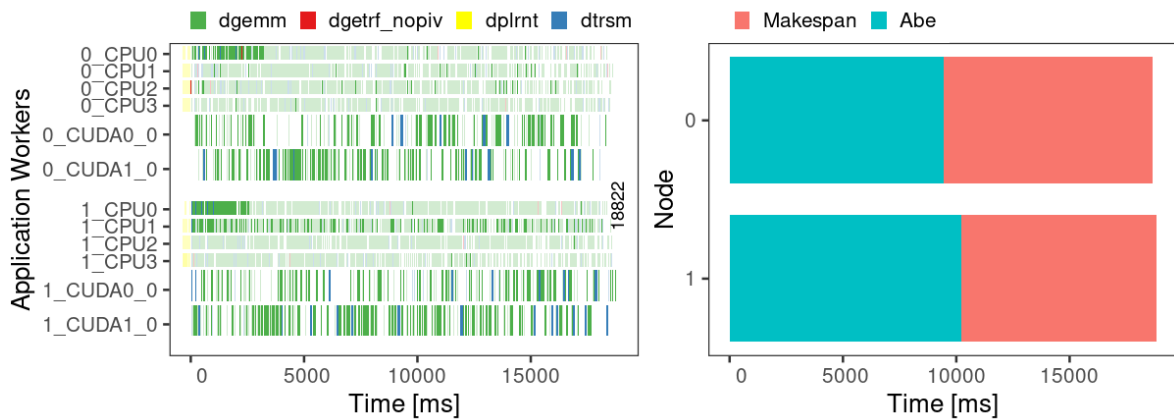 dgemm dgetrf_nopiv dplrnt dtrsm
Application Workers
0_CPU0
0_CPU1
0_CPU2
0_CPU3
0_CUDA0_0
0_CUDA1_0
1_CPU0
1_CPU1
1_CPU2
1_CPU3
1_CUDA0_0
1_CUDA1_0
18822
0 5000 10000 15000
Time [ms]
Makespan Abe
Node
0
1
0 5000 10000 15000
Time [ms]